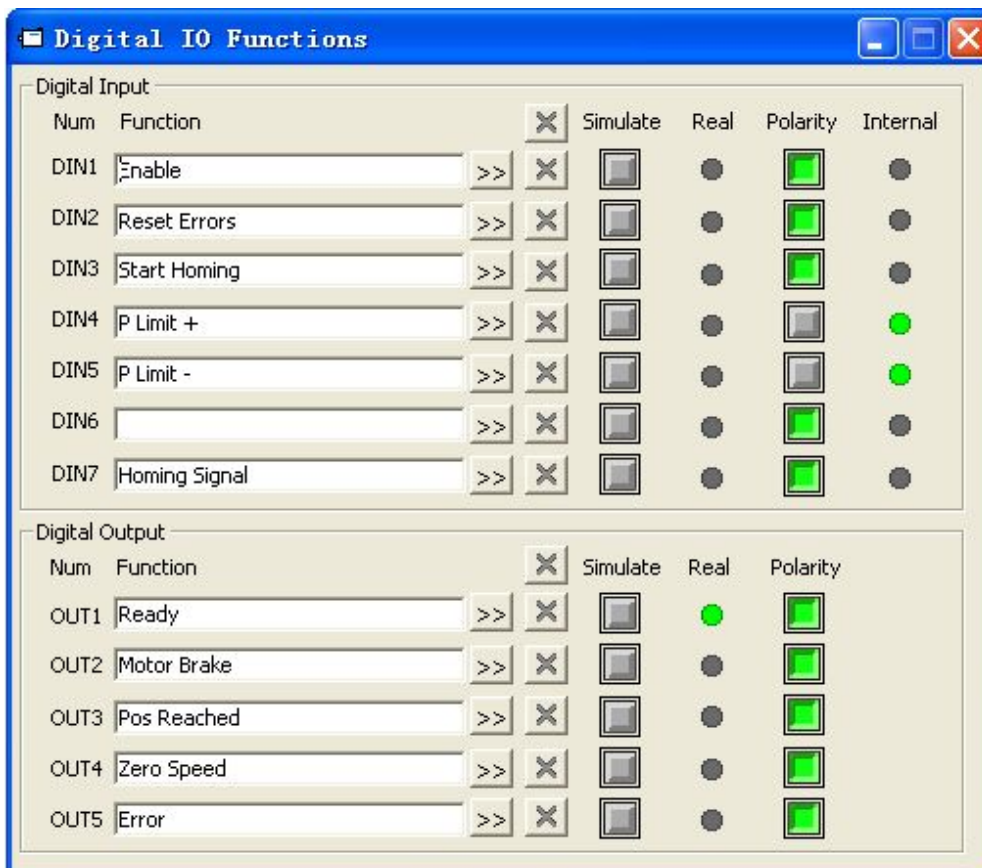 Digital IO Functions
Digital Input
Num Function Simulate Real Polarity Internal
DIN1 Enable >>
DIN2 Reset Errors >>
DIN3 Start Homing >>
DIN4 P Limit + >>
DIN5 P Limit - >>
DIN6 >>
DIN7 Homing Signal >>
Digital Output
Num Function Simulate Real Polarity
OUT1 Ready >>
OUT2 Motor Brake >>
OUT3 Pos Reached >>
OUT4 Zero Speed >>
OUT5 Error >>